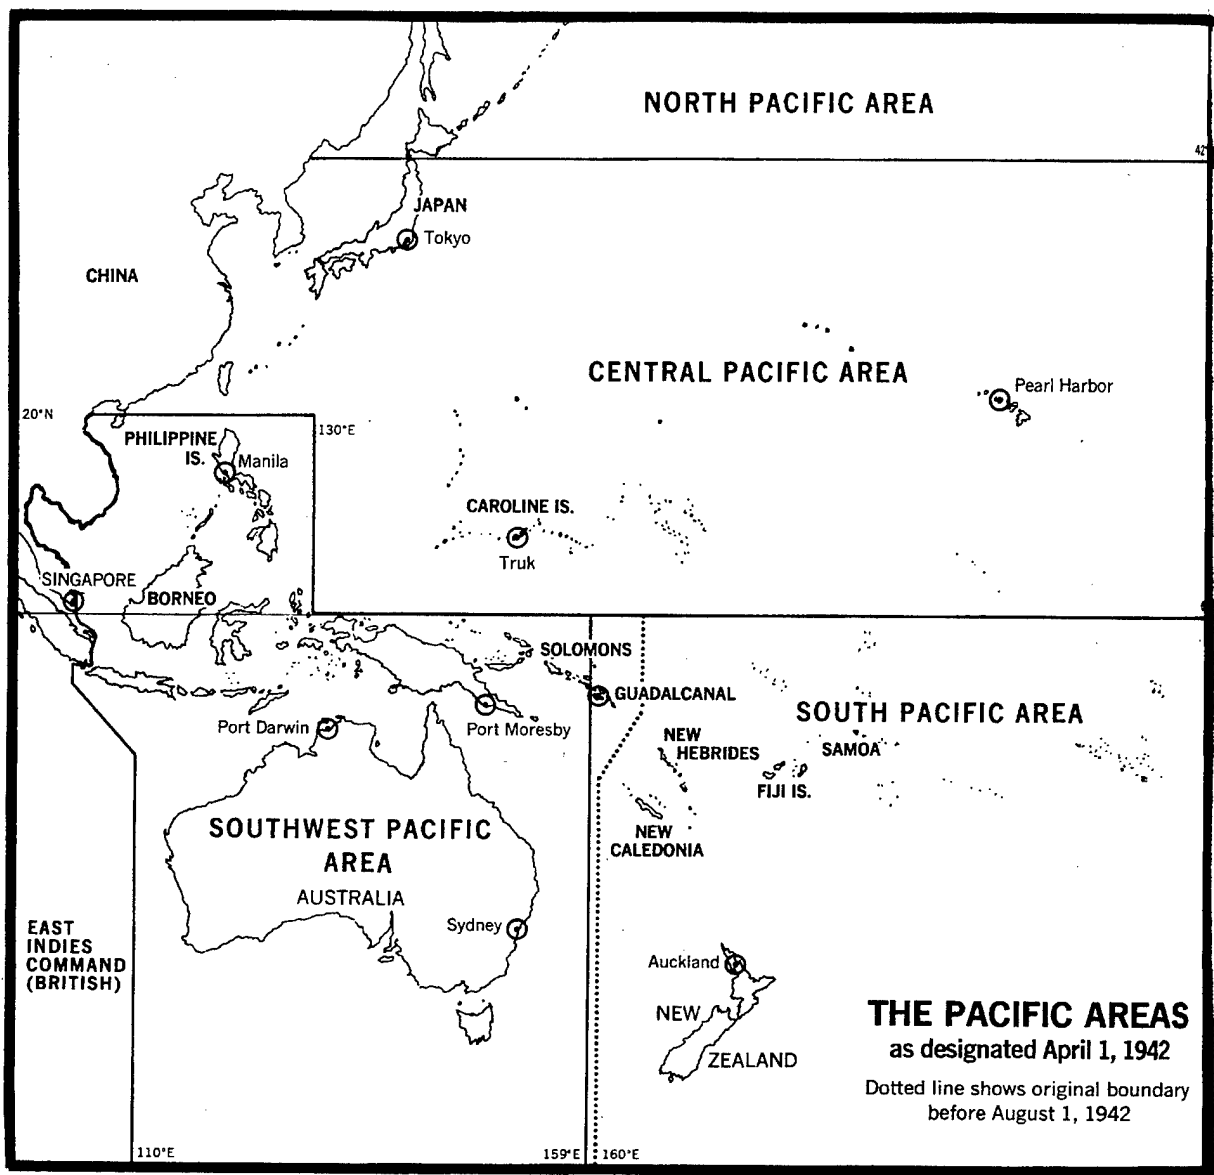 NORTH PACIFIC AREA
42°
JAPAN
Tokyo
CHINA
CENTRAL PACIFIC AREA
Pearl Harbor
20°N
130°E
PHILIPPINE
IS.
Manila
CAROLINE IS.
Truk
SINGAPORE
BORNEO
SOLOMONS
GUADALCANAL
SOUTH PACIFIC AREA
Port Darwin
Port Moresby
NEW
HEBRIDES
SAMOA
FIJI IS.
NEW
CALEDONIA
SOUTHWEST PACIFIC
AREA
AUSTRALIA
Sydney
EAST
INDIES
COMMAND
(BRITISH)
Auckland
NEW
ZEALAND
THE PACIFIC AREAS
as designated April 1, 1942
Dotted line shows original boundary
before August 1, 1942
110°E
159°E
160°E